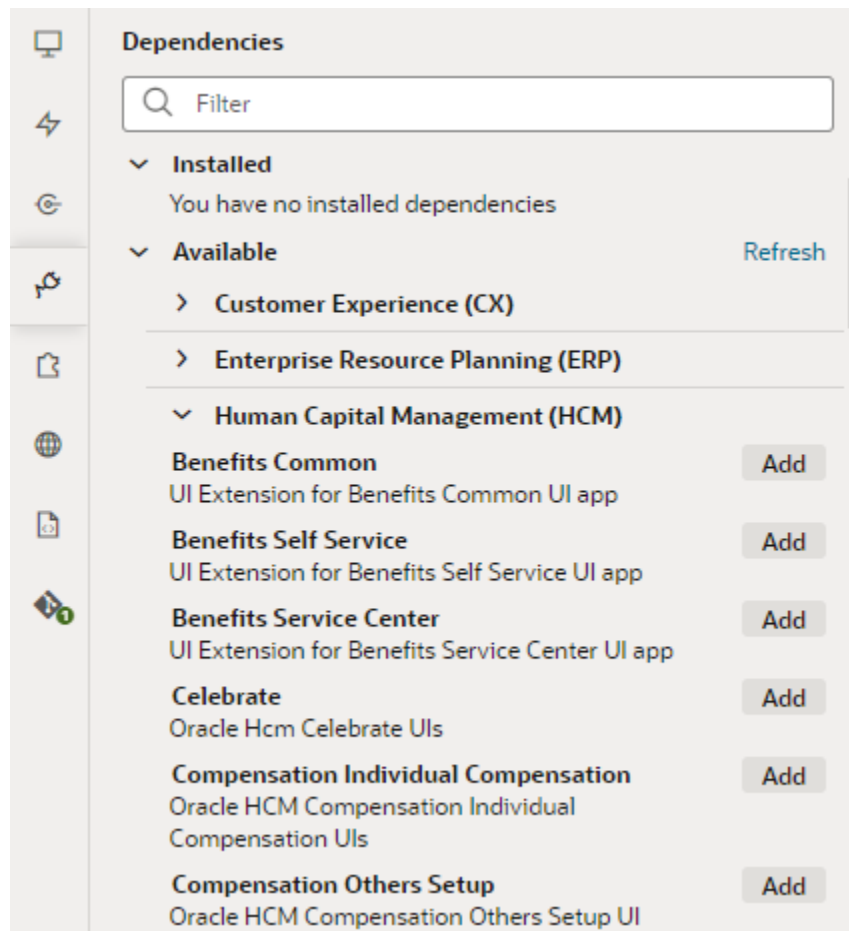 Dependencies
Filter
Installed
You have no installed dependencies
Available Refresh
Customer Experience (CX)
Enterprise Resource Planning (ERP)
Human Capital Management (HCM)
Benefits Common Add
UI Extension for Benefits Common UI app
Benefits Self Service Add
UI Extension for Benefits Self Service UI app
Benefits Service Center Add
UI Extension for Benefits Service Center UI app
Celebrate Add
Oracle Hcm Celebrate UIs
Compensation Individual Compensation Add
Oracle HCM Compensation Individual
Compensation UIs
Compensation Others Setup Add
Oracle HCM Compensation Others Setup UI
1